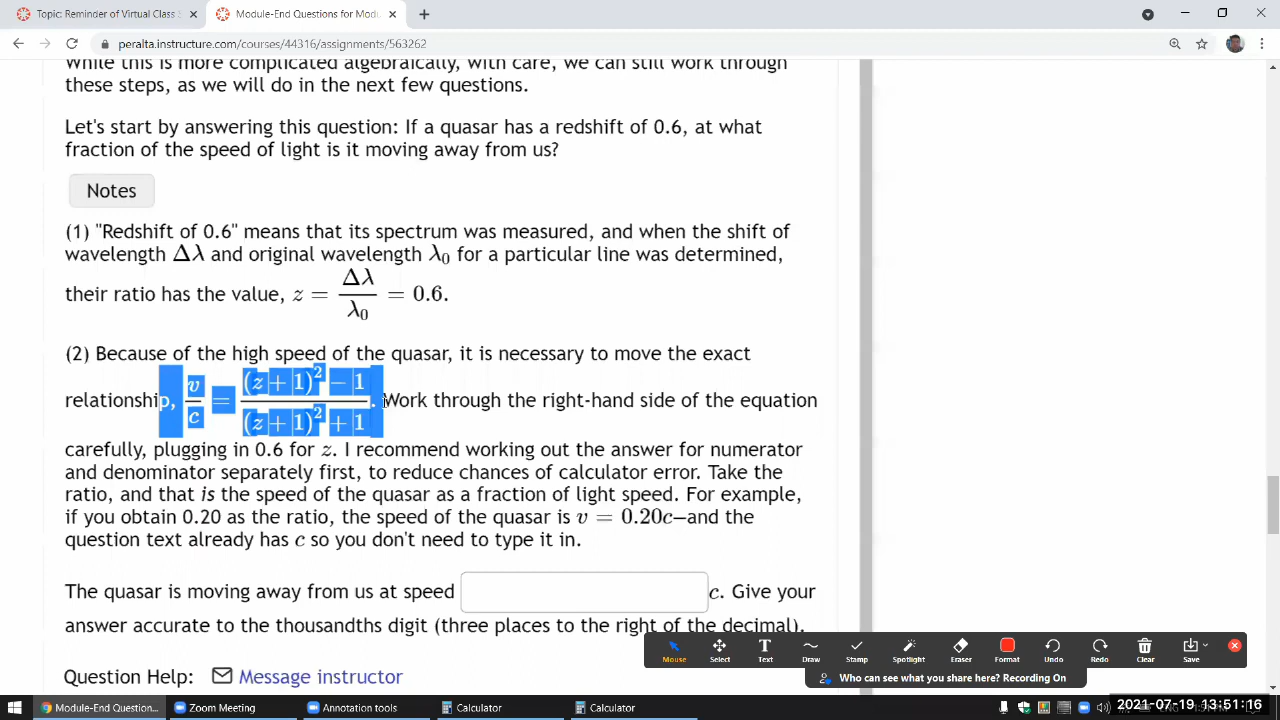 Topic: Reminder of Virtual Class S
Module-End Questions for Modu
peralta.instructure.com/courses/44316/assignments/563262
While this is more complicated algebraically, with care, we can still work through
these steps, as we will do in the next few questions.
Let's start by answering this question: If a quasar has a redshift of 0.6, at what
fraction of the speed of light is it moving away from us?
Notes
(1) "Redshift of 0.6" means that its spectrum was measured, and when the shift of
wavelength Δλ and original wavelength λ₀ for a particular line was determined,
their ratio has the value, z = Δλ/λ₀ = 0.6.
(2) Because of the high speed of the quasar, it is necessary to move the exact
relationship, v/c = ((z+1)² − 1)/((z+1)² + 1). Work through the right-hand side of the equation
carefully, plugging in 0.6 for z. I recommend working out the answer for numerator
and denominator separately first, to reduce chances of calculator error. Take the
ratio, and that is the speed of the quasar as a fraction of light speed. For example,
if you obtain 0.20 as the ratio, the speed of the quasar is v = 0.20c—and the
question text already has c so you don't need to type it in.
The quasar is moving away from us at speed c. Give your
answer accurate to the thousandths digit (three places to the right of the decimal).
Mouse Select Text Draw Stamp Spotlight Eraser Format Undo Redo Clear Save
Who can see what you share here? Recording On
Question Help: Message instructor
Module-End Question... Zoom Meeting Annotation tools Calculator Calculator
2021-07-19 13:51:16